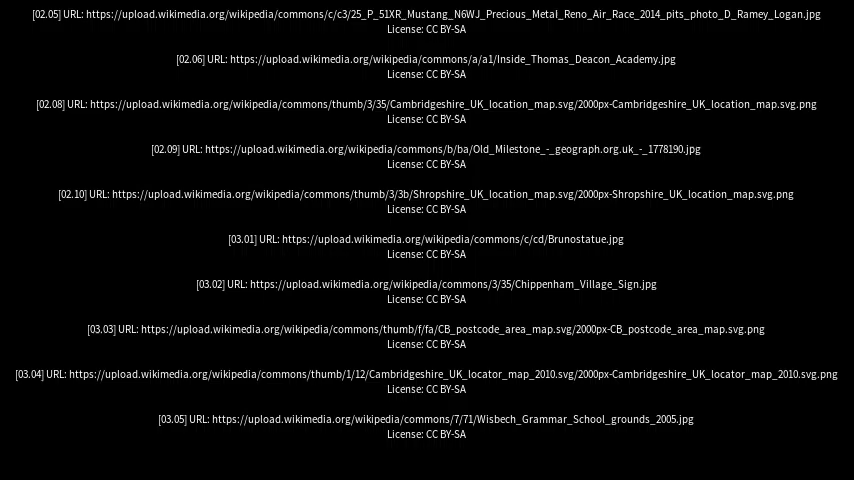 [02.05] URL: https://upload.wikimedia.org/wikipedia/commons/c/c3/25_P_51XR_Mustang_N6WJ_Precious_Metal_Reno_Air_Race_2014_pits_photo_D_Ramey_Logan.jpg
License: CC BY-SA
[02.06] URL: https://upload.wikimedia.org/wikipedia/commons/a/a1/Inside_Thomas_Deacon_Academy.jpg
License: CC BY-SA
[02.08] URL: https://upload.wikimedia.org/wikipedia/commons/thumb/3/35/Cambridgeshire_UK_location_map.svg/2000px-Cambridgeshire_UK_location_map.svg.png
License: CC BY-SA
[02.09] URL: https://upload.wikimedia.org/wikipedia/commons/b/ba/Old_Milestone_-_geograph.org.uk_-_1778190.jpg
License: CC BY-SA
[02.10] URL: https://upload.wikimedia.org/wikipedia/commons/thumb/3/3b/Shropshire_UK_location_map.svg/2000px-Shropshire_UK_location_map.svg.png
License: CC BY-SA
[03.01] URL: https://upload.wikimedia.org/wikipedia/commons/c/cd/Brunostatue.jpg
License: CC BY-SA
[03.02] URL: https://upload.wikimedia.org/wikipedia/commons/3/35/Chippenham_Village_Sign.jpg
License: CC BY-SA
[03.03] URL: https://upload.wikimedia.org/wikipedia/commons/thumb/f/fa/CB_postcode_area_map.svg/2000px-CB_postcode_area_map.svg.png
License: CC BY-SA
[03.04] URL: https://upload.wikimedia.org/wikipedia/commons/thumb/1/12/Cambridgeshire_UK_locator_map_2010.svg/2000px-Cambridgeshire_UK_locator_map_2010.svg.png
License: CC BY-SA
[03.05] URL: https://upload.wikimedia.org/wikipedia/commons/7/71/Wisbech_Grammar_School_grounds_2005.jpg
License: CC BY-SA